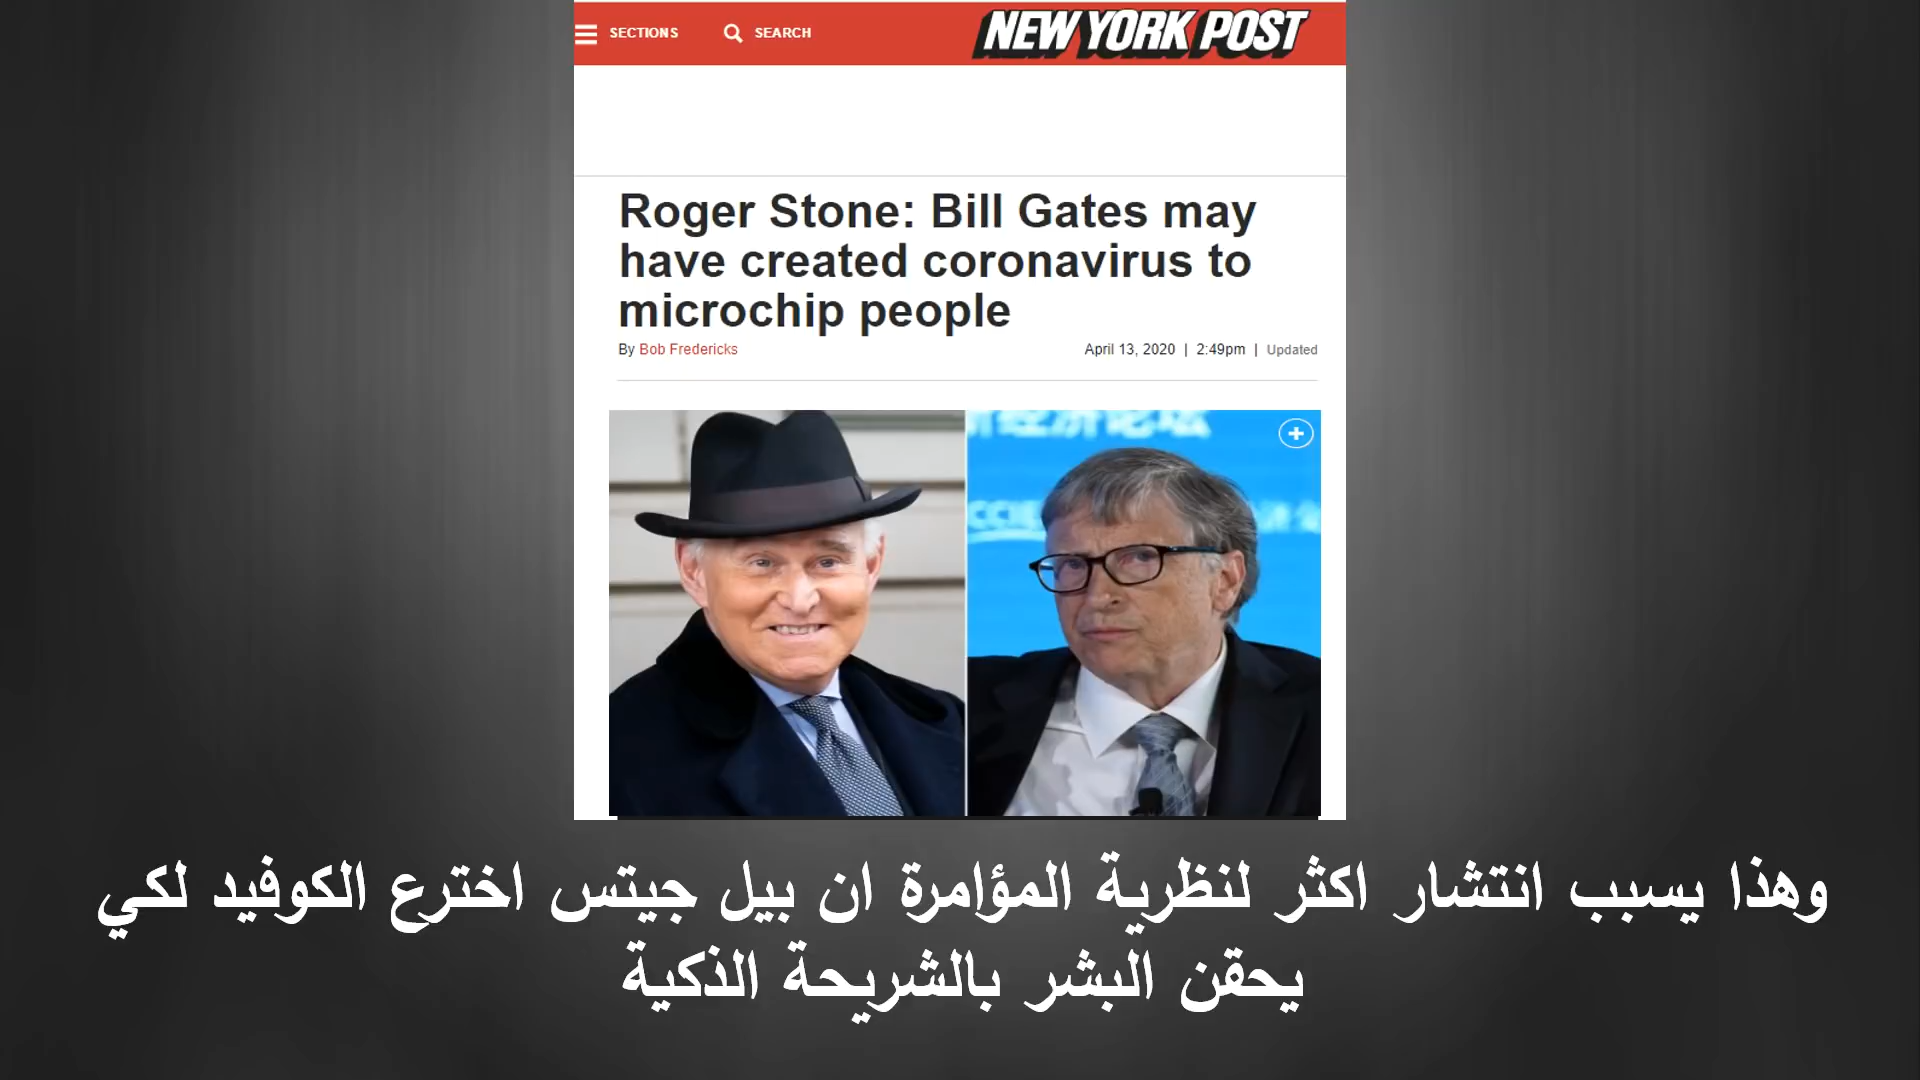 SECTIONS SEARCH NEW YORK POST
Roger Stone: Bill Gates may
have created coronavirus to
microchip people
By Bob Fredericks April 13, 2020 | 2:49pm | Updated
وهذا يسبب انتشار اكثر لنظرية المؤامرة ان بيل جيتس اخترع الكوفيد لكي
يحقن البشر بالشريحة الذكية